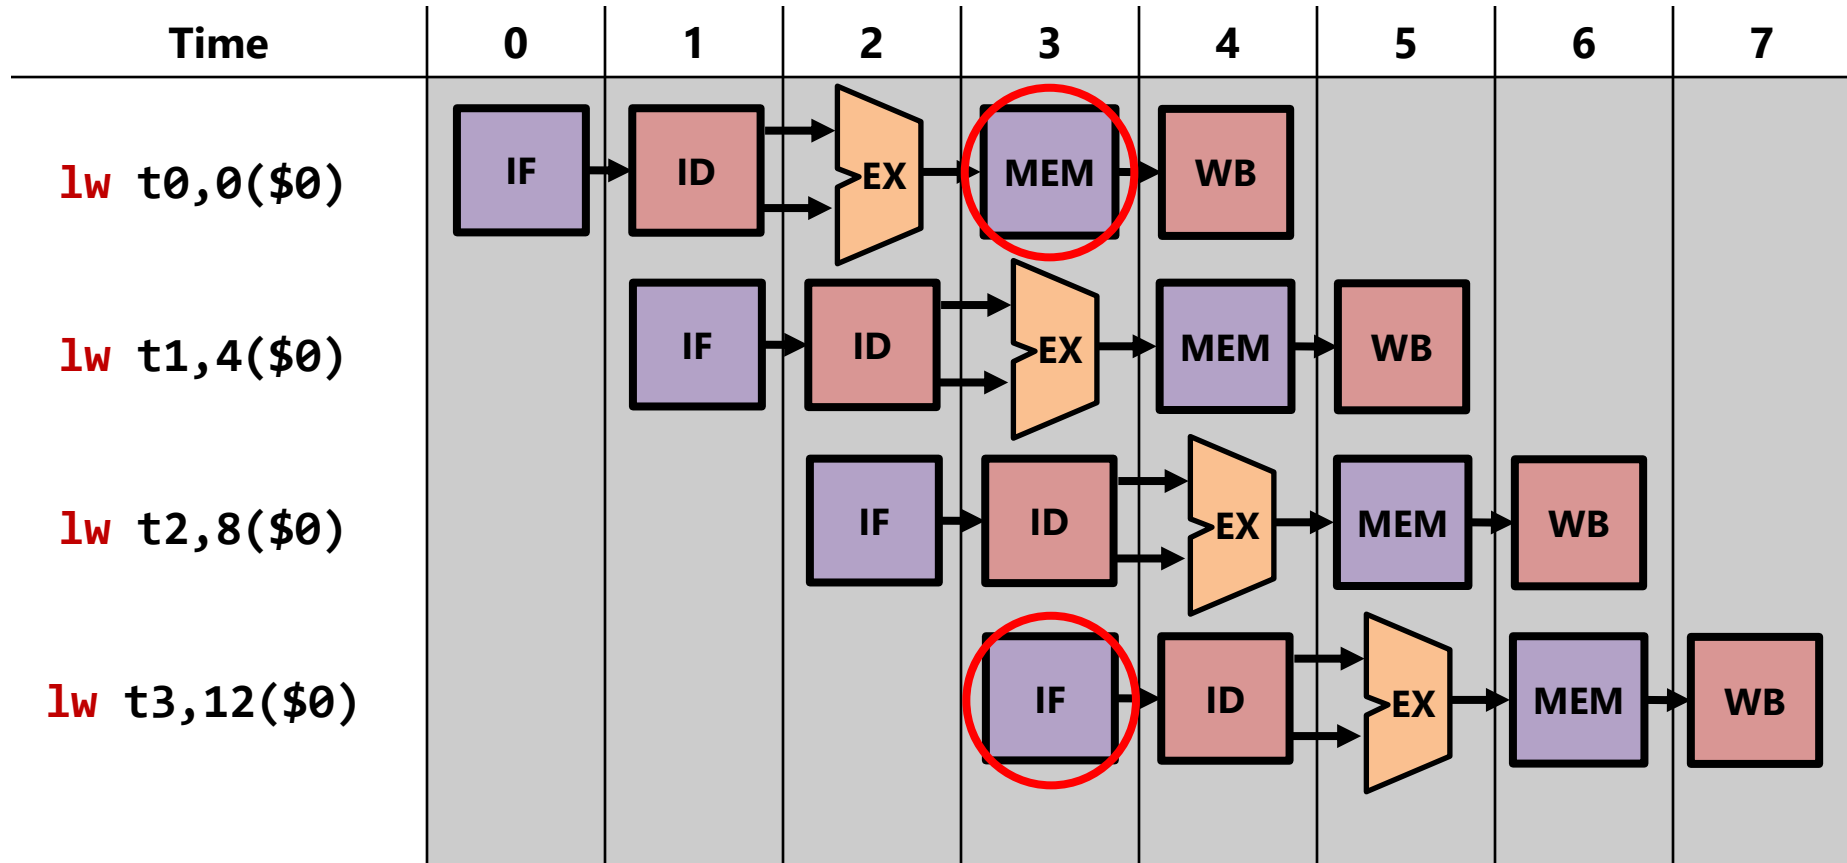 Time 0 1 2 3 4 5 6 7
lw t0,0($0) IF ID EX MEM WB
lw t1,4($0) IF ID EX MEM WB
lw t2,8($0) IF ID EX MEM WB
lw t3,12($0) IF ID EX MEM WB